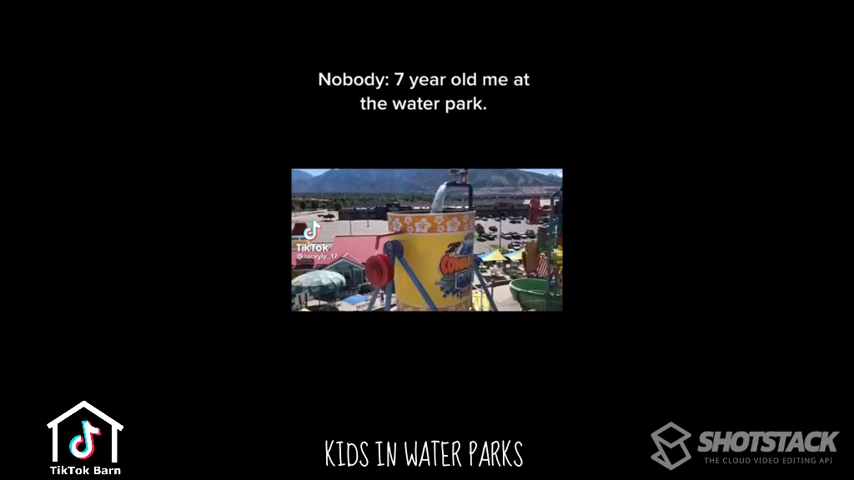 Nobody: 7 year old me at
the water park.
TikTok
@luckyly_17
TikTok Barn
KIDS IN WATER PARKS
SHOTSTACK
THE CLOUD VIDEO EDITING API